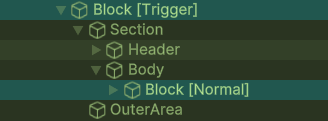 Block [Trigger]
Section
Header
Body
Block [Normal]
OuterArea